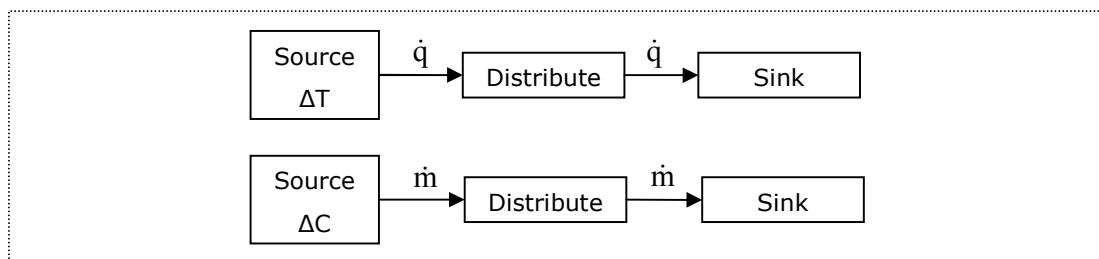 q̇ q̇
Source
ΔT
Distribute Sink
ṁ ṁ
Source
ΔC
Distribute Sink